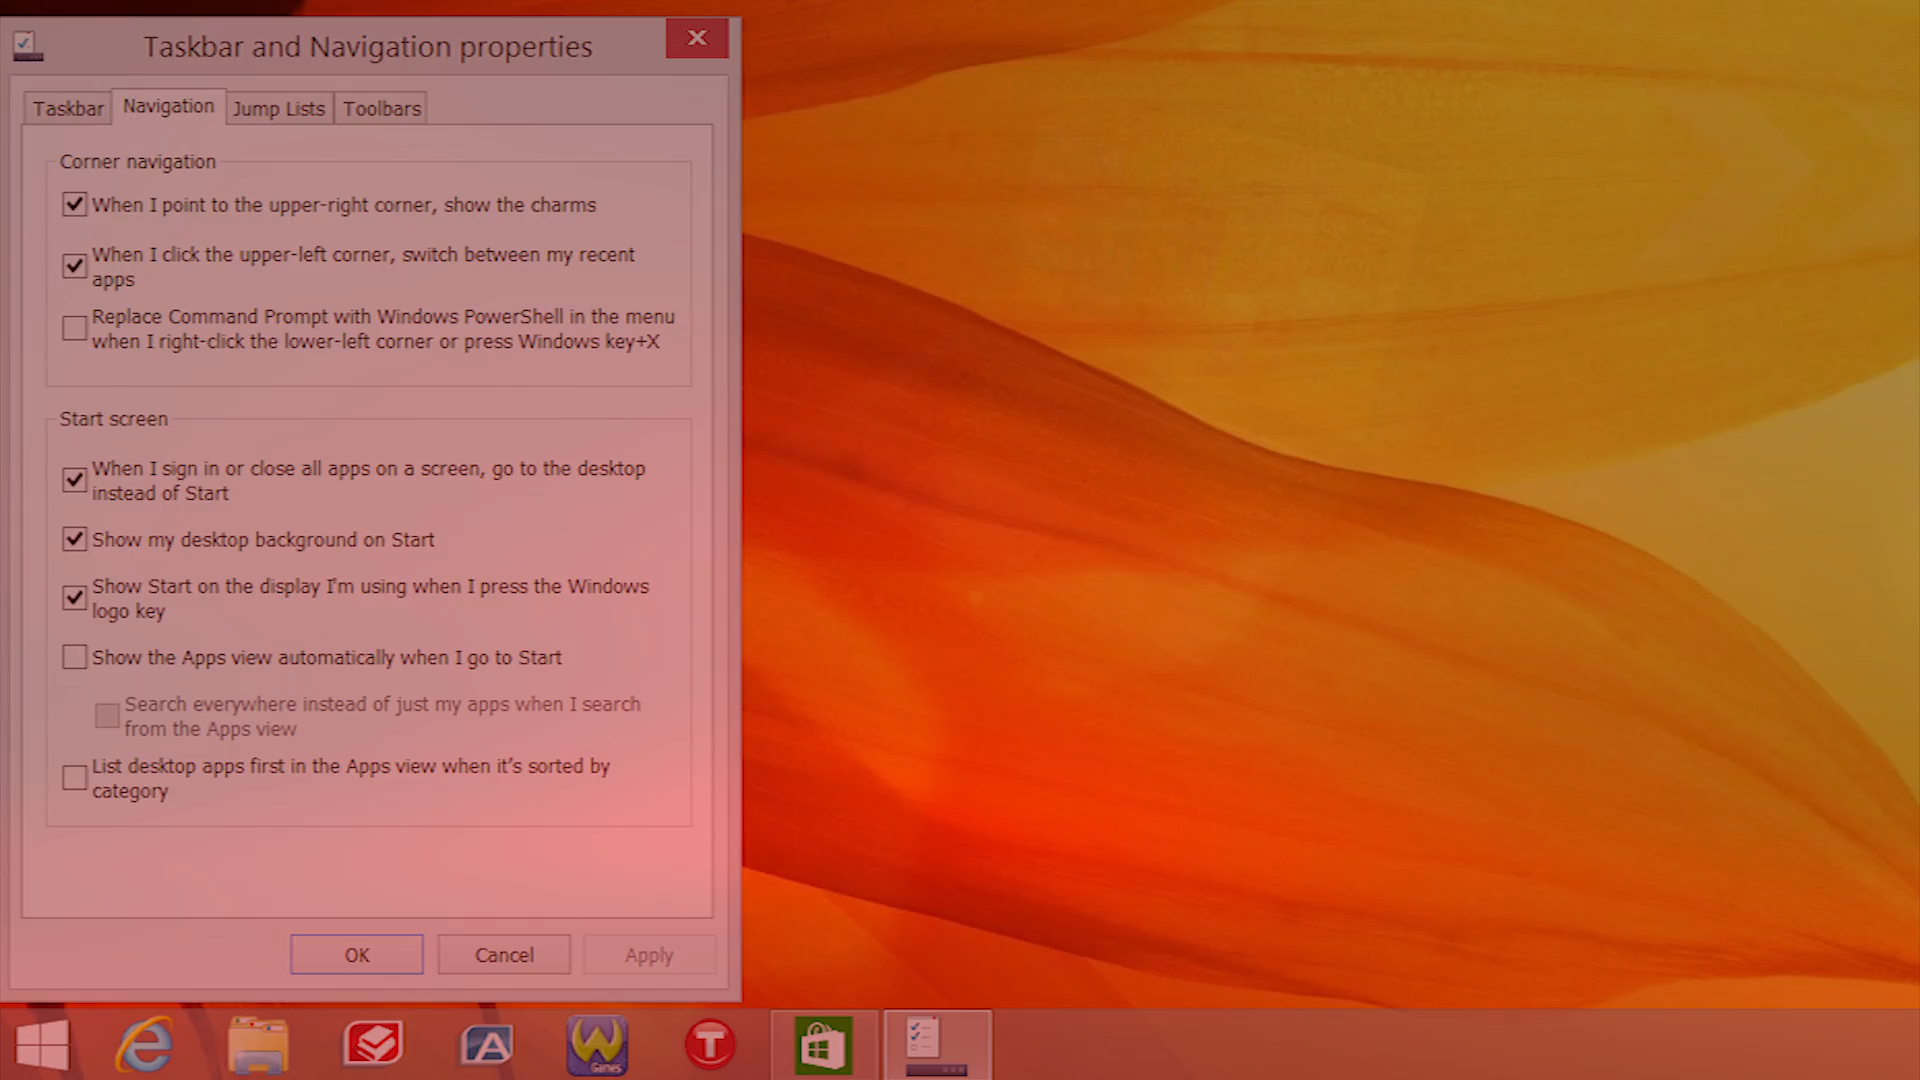 Taskbar and Navigation properties
Taskbar
Navigation
Jump Lists
Toolbars
Corner navigation
When I point to the upper-right corner, show the charms
When I click the upper-left corner, switch between my recent
apps
Replace Command Prompt with Windows PowerShell in the menu
when I right-click the lower-left corner or press Windows key+X
Start screen
When I sign in or close all apps on a screen, go to the desktop
instead of Start
Show my desktop background on Start
Show Start on the display I'm using when I press the Windows
logo key
Show the Apps view automatically when I go to Start
Search everywhere instead of just my apps when I search
from the Apps view
List desktop apps first in the Apps view when it's sorted by
category
OK
Cancel
Apply
A
W
Games
T